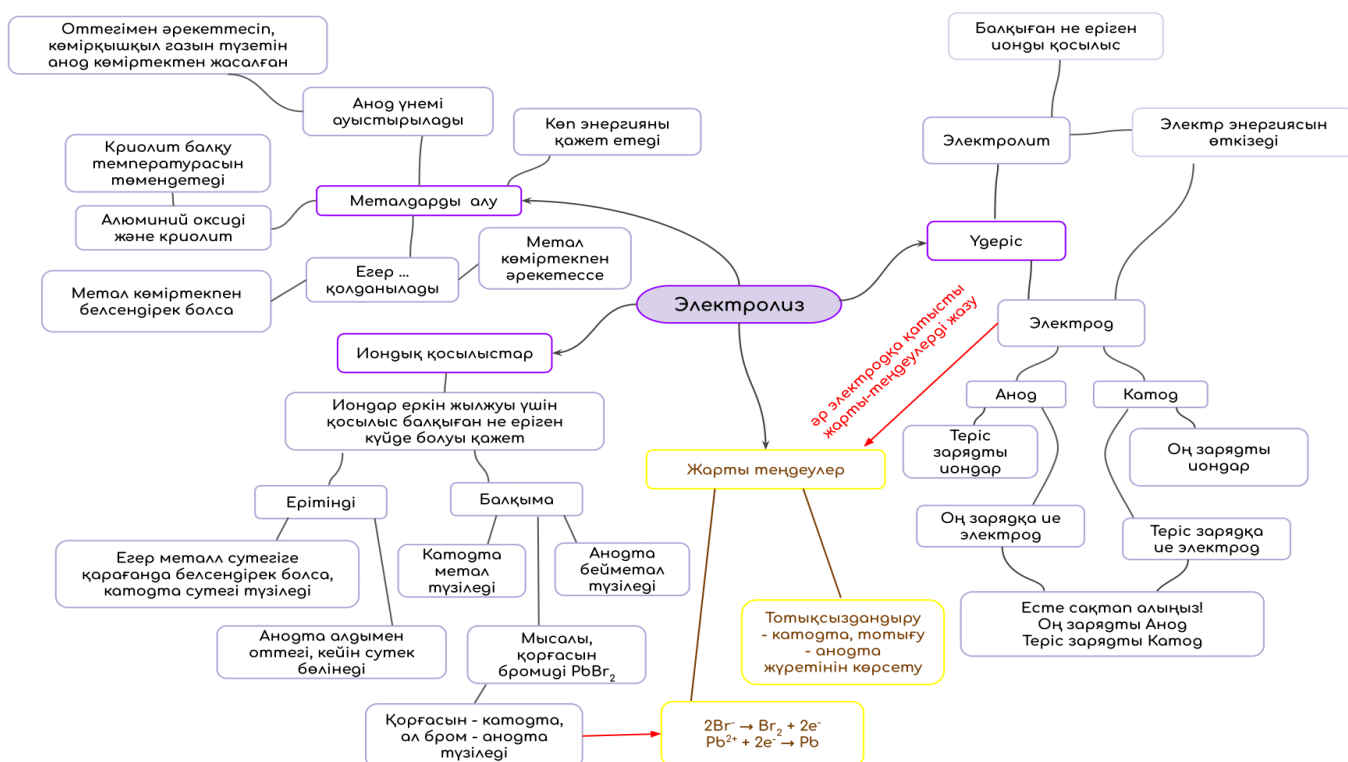 Оттегімен әрекеттесіп,
көмірқышқыл газын түзетін
анод көміртектен жасалған
Анод үнемі
ауыстырылады
Көп энергияны
қажет етеді
Криолит балқу
температурасын
төмендетеді
Металдарды алу
Алюминий оксиді
және криолит
Метал
көміртекпен
әрекетессе
Егер ...
қолданылады
Метал көміртекпен
белсендірек болса
Электролиз
Балқыған не еріген
ионды қосылыс
Электролит
Электр энергиясын
өткізеді
Үдеріс
Электрод
әр электродқа қатысты
жарты-теңдеулерді жазу
Анод
Катод
Теріс
зарядты
иондар
Оң зарядты
иондар
Оң зарядқа ие
электрод
Теріс зарядқа
ие электрод
Есте сақтап алыңыз!
Оң зарядты Анод
Теріс зарядты Катод
Иондық қосылыстар
Иондар еркін жылжуы үшін
қосылыс балқыған не еріген
күйде болуы қажет
Ерітінді
Балқыма
Егер металл сутегіге
қарағанда белсендірек болса,
катодта сутегі түзіледі
Катодта
метал
түзіледі
Анодта
бейметал
түзіледі
Анодта алдымен
оттегі, кейін сутек
бөлінеді
Мысалы,
қорғасын
бромиді PbBr₂
Қорғасын - катодта,
ал бром - анодта
түзіледі
Жарты теңдеулер
Тотықсыздандыру
- катодта, тотығу
- анодта
жүретінін көрсету
2Br⁻ → Br₂ + 2e⁻
Pb²⁺ + 2e⁻ → Pb